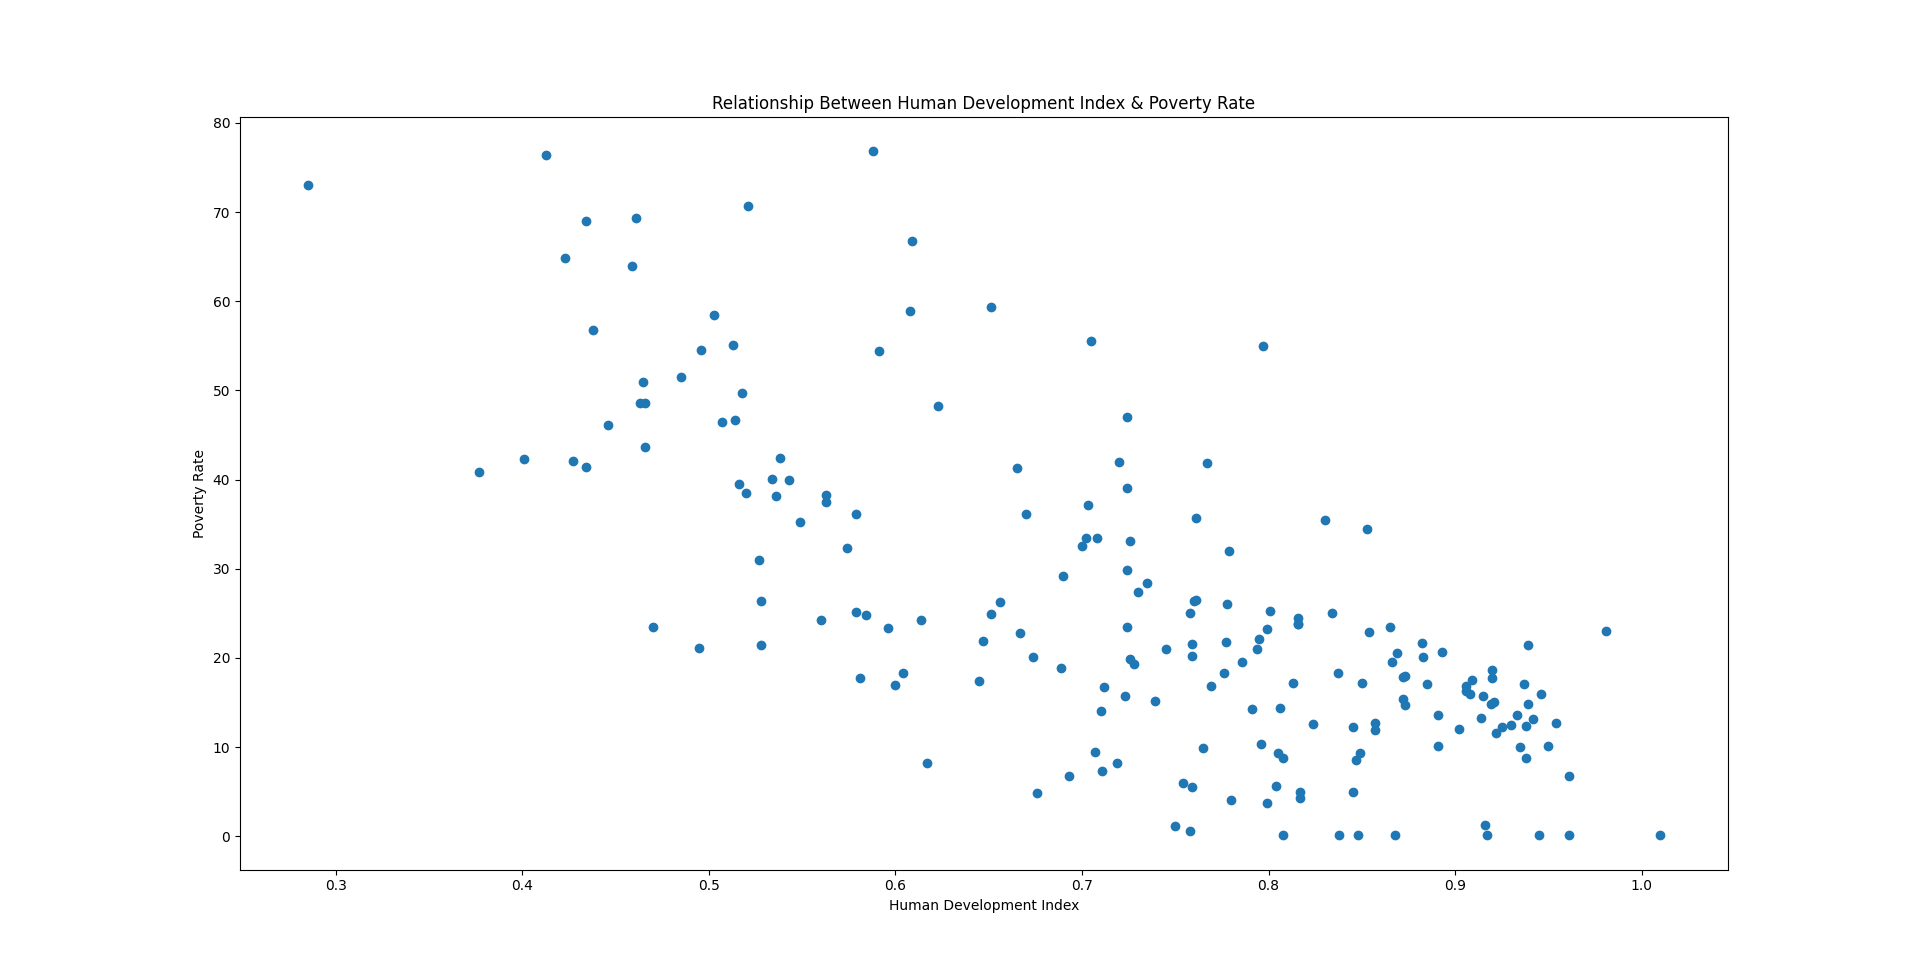 Relationship Between Human Development Index & Poverty Rate
80
70
60
50
40
30
20
10
0
Poverty Rate
0.3 0.4 0.5 0.6 0.7 0.8 0.9 1.0
Human Development Index